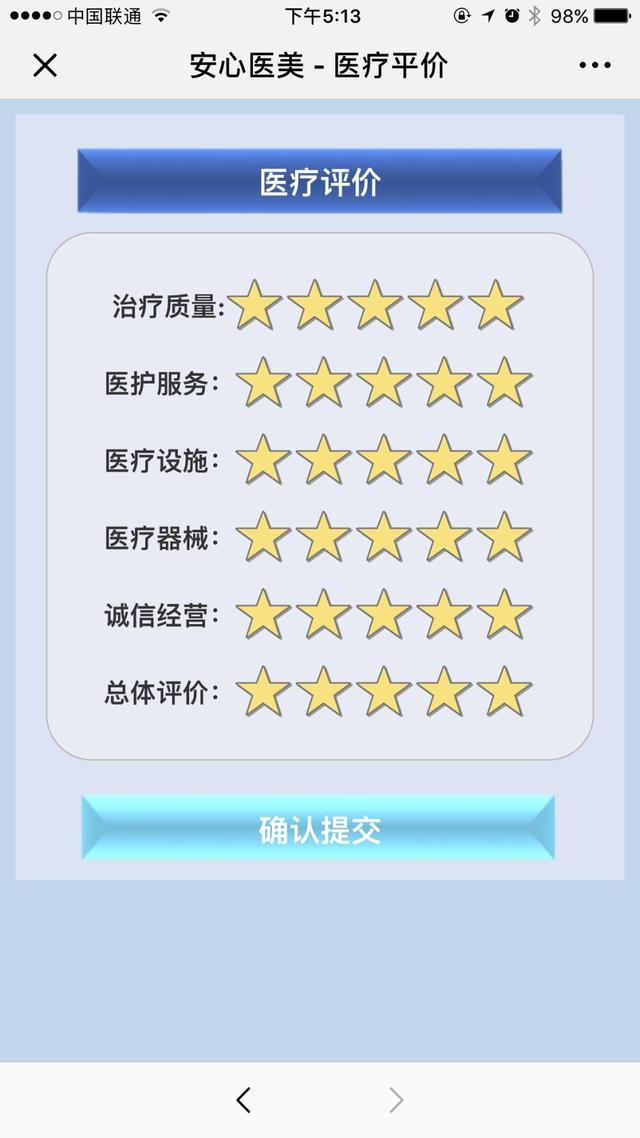 中国联通 下午5:13 98%
安心医美 - 医疗平价
医疗评价
治疗质量:
医护服务：
医疗设施：
医疗器械：
诚信经营：
总体评价：
确认提交